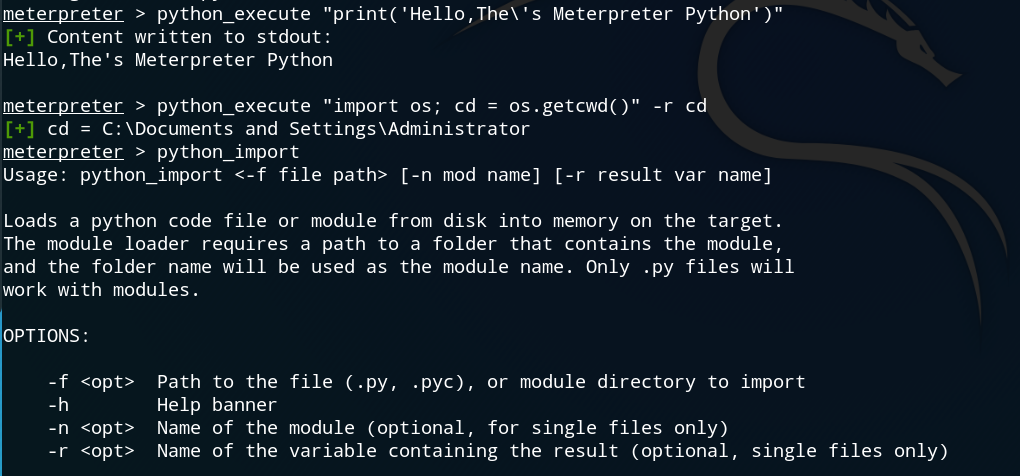 meterpreter > python_execute "print('Hello,The\'s Meterpreter Python')"
[+] Content written to stdout:
Hello,The's Meterpreter Python
meterpreter > python_execute "import os; cd = os.getcwd()" -r cd
[+] cd = C:\Documents and Settings\Administrator
meterpreter > python_import
Usage: python_import <-f file path> [-n mod name] [-r result var name]
Loads a python code file or module from disk into memory on the target.
The module loader requires a path to a folder that contains the module,
and the folder name will be used as the module name. Only .py files will
work with modules.
OPTIONS:
-f <opt>  Path to the file (.py, .pyc), or module directory to import
-h        Help banner
-n <opt>  Name of the module (optional, for single files only)
-r <opt>  Name of the variable containing the result (optional, single files only)